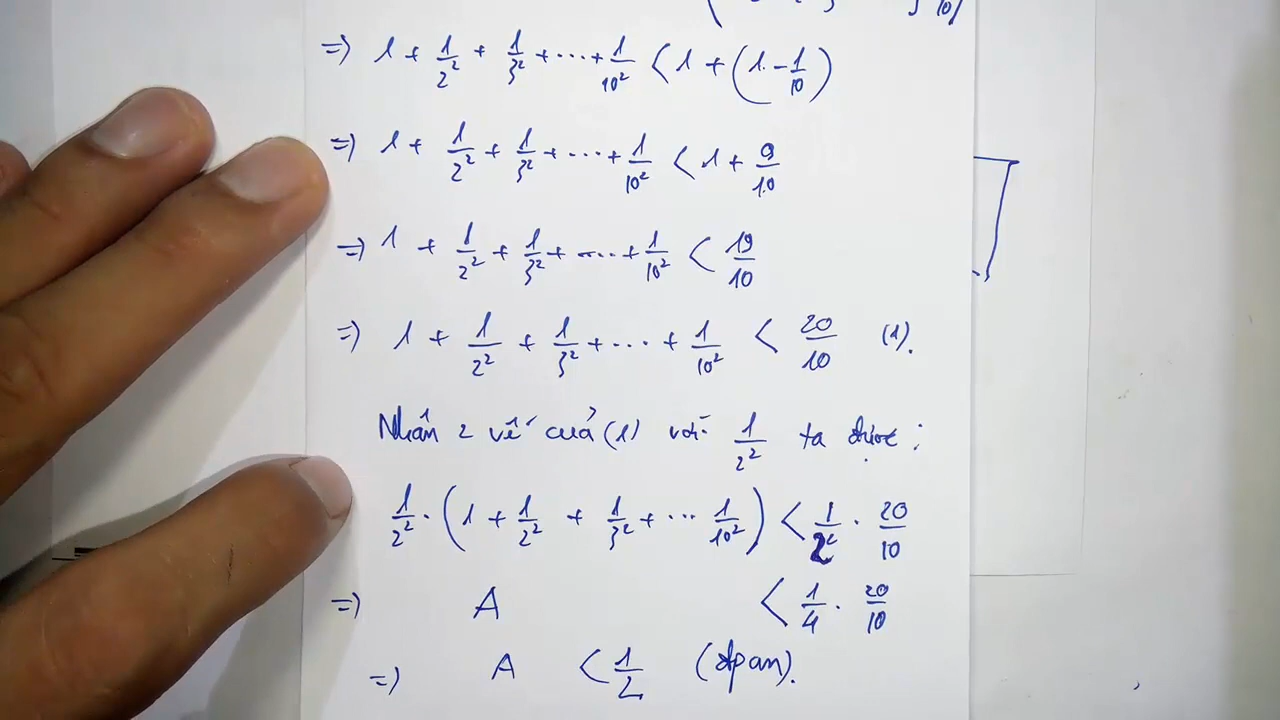 => 1 + 1/2² + 1/3² + ... + 1/10² < 1 + (1 - 1/10)
=> 1 + 1/2² + 1/3² + ... + 1/10² < 1 + 9/10
=> 1 + 1/2² + 1/3² + ... + 1/10² < 19/10
=> 1 + 1/2² + 1/3² + ... + 1/10² < 20/10 (1).
Nhân 2 vế của (1) với 1/2² ta được:
1/2² . (1 + 1/2² + 1/3² + ... 1/10²) < 1/2² . 20/10
=> A < 1/4 . 20/10
=> A < 1/2 (đpcm).